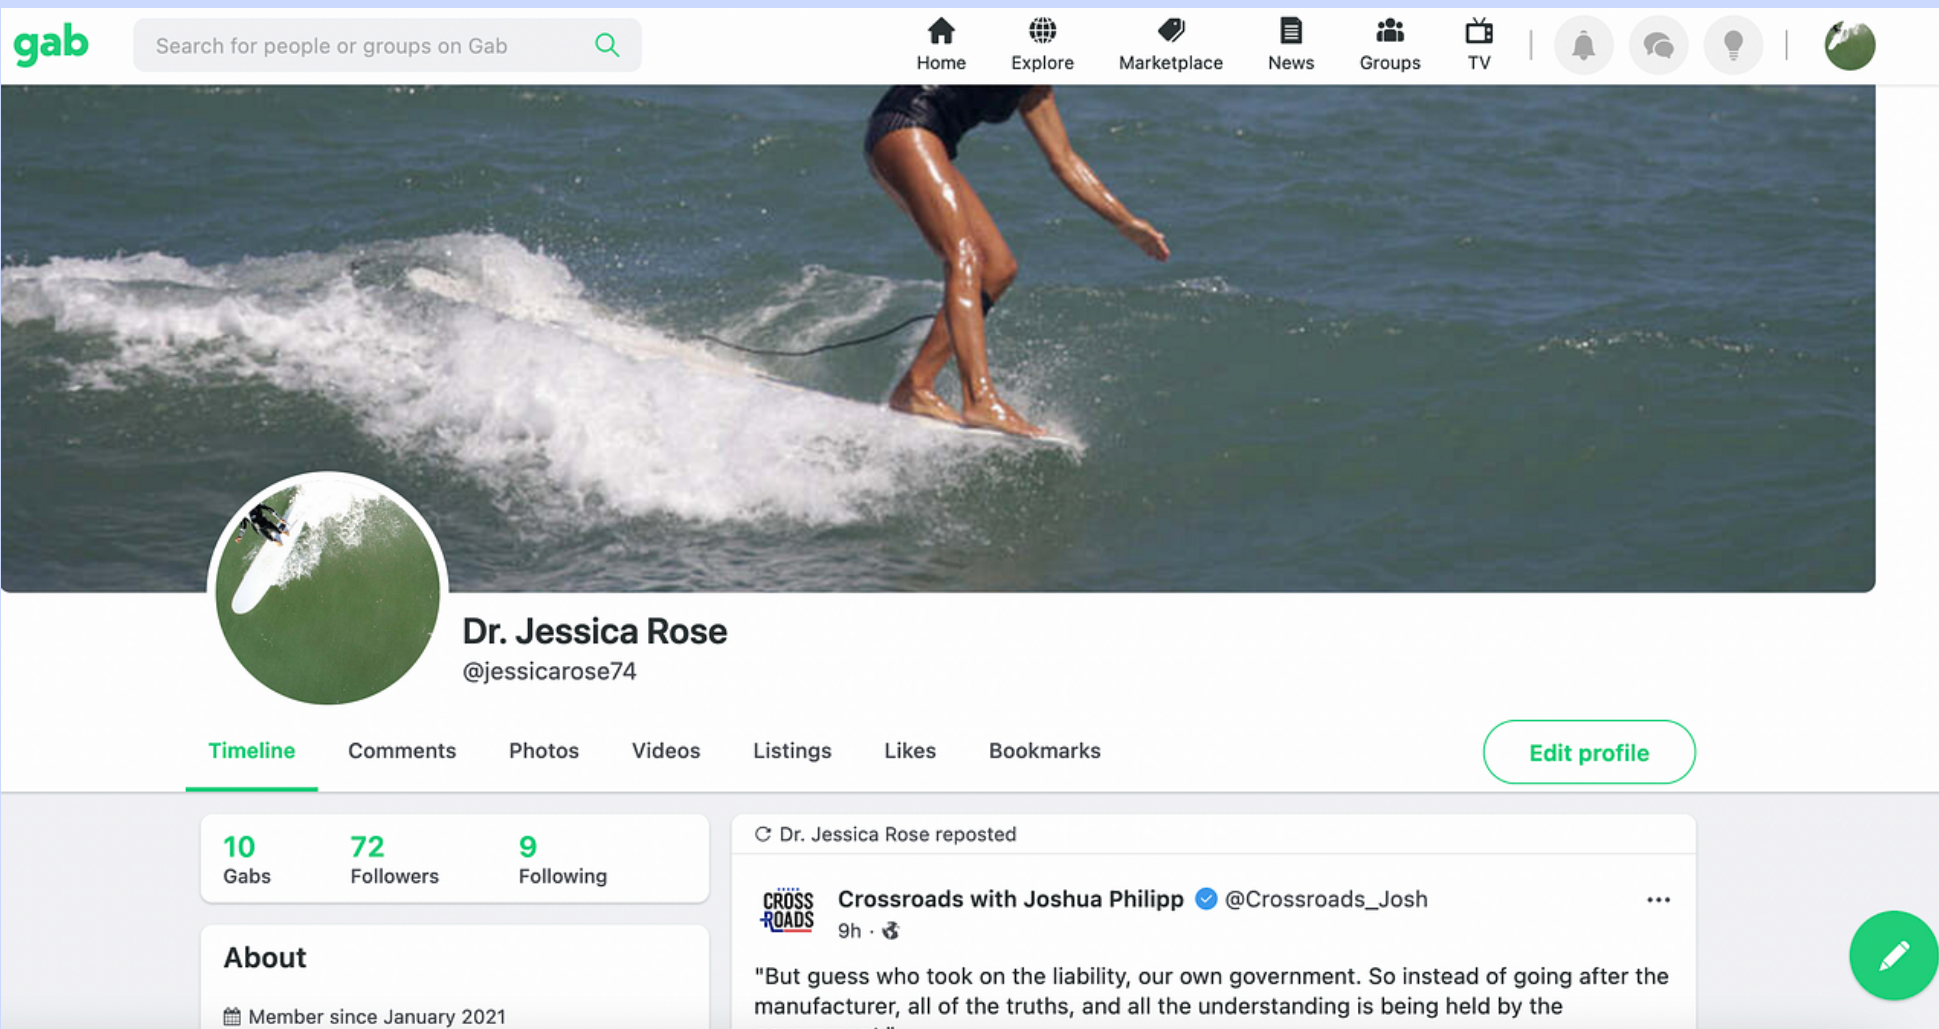 gab
Search for people or groups on Gab
Home
Explore
Marketplace
News
Groups
TV
Dr. Jessica Rose
@jessicarose74
Timeline
Comments
Photos
Videos
Listings
Likes
Bookmarks
Edit profile
10
Gabs
72
Followers
9
Following
About
Member since January 2021
Dr. Jessica Rose reposted
CROSS
ROADS
Crossroads with Joshua Philipp @Crossroads_Josh
9h ·
"But guess who took on the liability, our own government. So instead of going after the
manufacturer, all of the truths, and all the understanding is being held by the